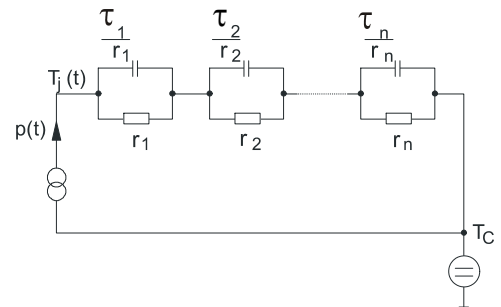 τ1 τ2 τn
r1 r2 rn
Tj (t)
p(t)
r1 r2 rn
TC